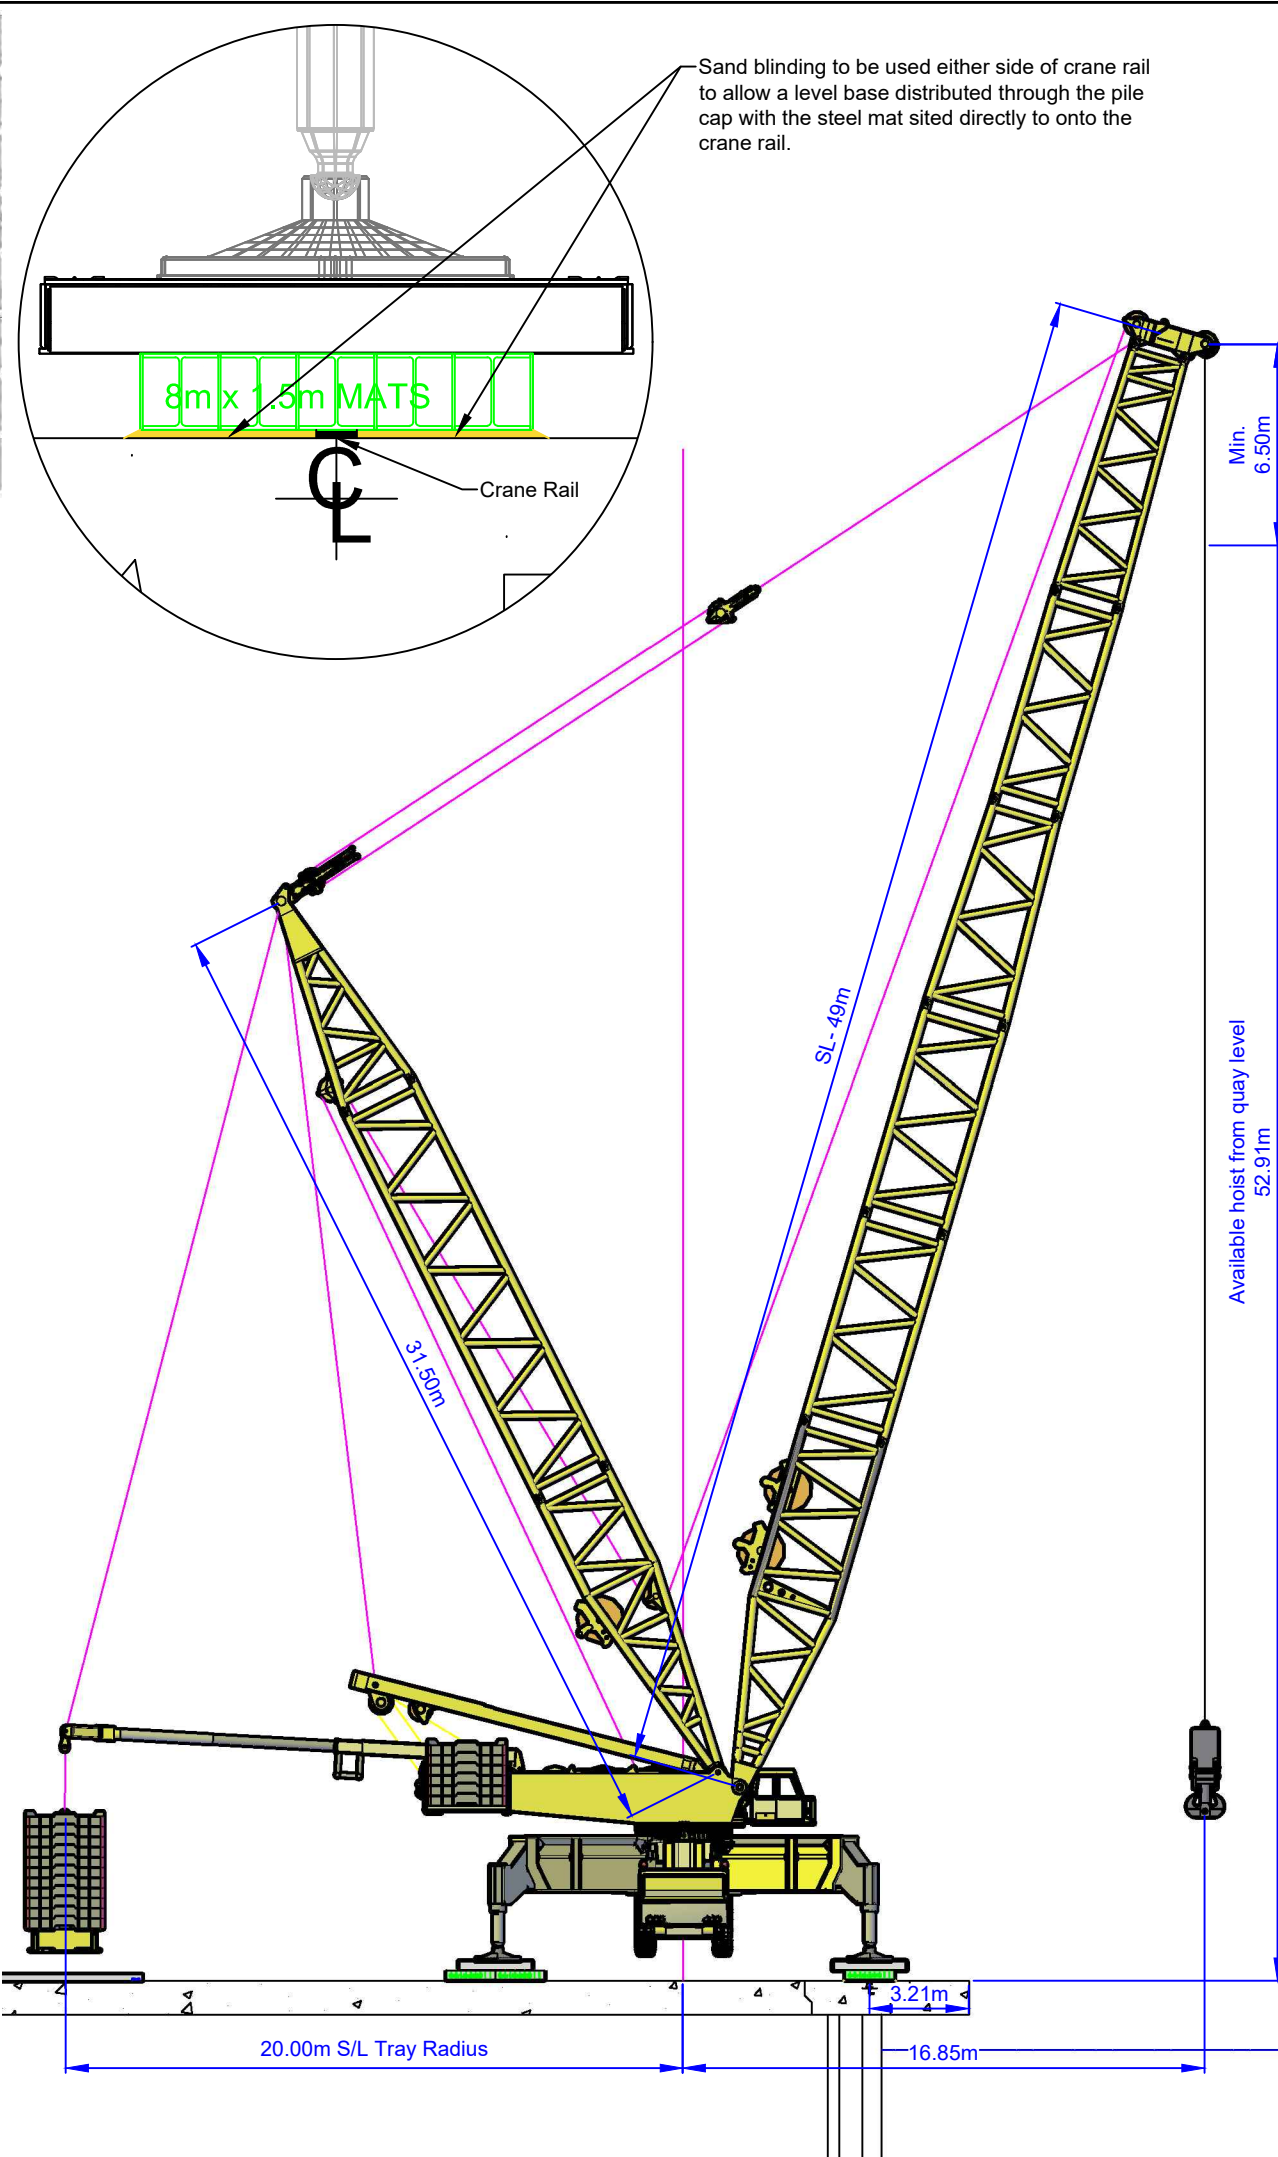 Sand blinding to be used either side of crane rail
to allow a level base distributed through the pile
cap with the steel mat sited directly to onto the
crane rail.
8m x 1.5m MATS
CL
Crane Rail
Min.
6.50m
SL- 49m
Available hoist from quay level
52.91m
31.50m
3.21m
20.00m S/L Tray Radius
16.85m